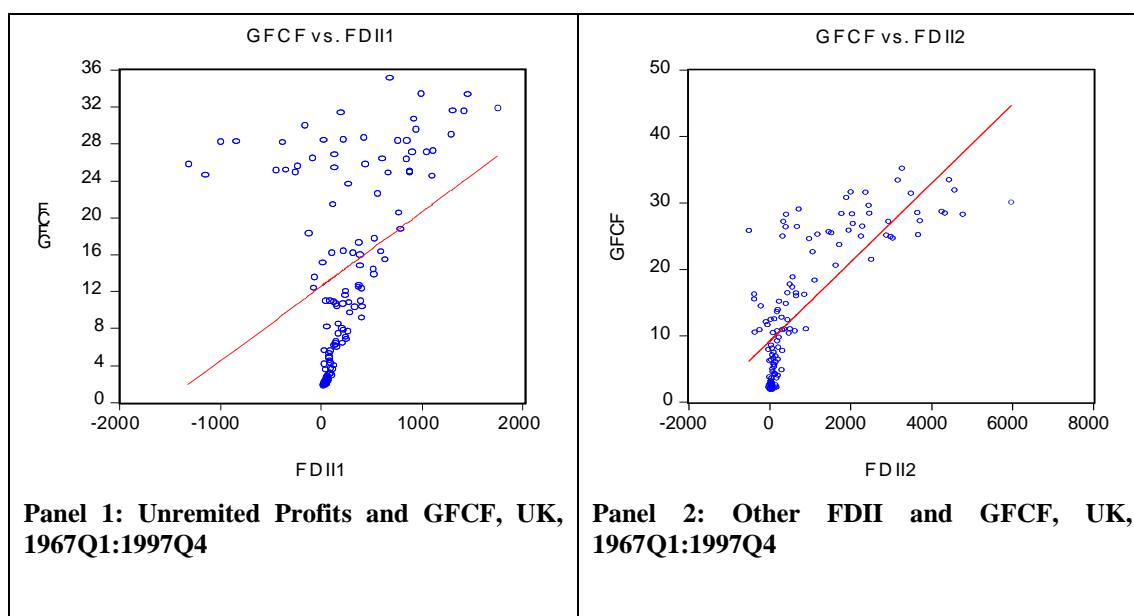 GFCF vs. FDII1
36
32
28
24
20
16
12
8
4
0
-2000 -1000 0 1000 2000
GFCF
FDII1
Panel 1: Unremited Profits and GFCF, UK,
1967Q1:1997Q4
GFCF vs. FDII2
50
40
30
20
10
0
-2000 0 2000 4000 6000 8000
GFCF
FDII2
Panel 2: Other FDII and GFCF, UK,
1967Q1:1997Q4